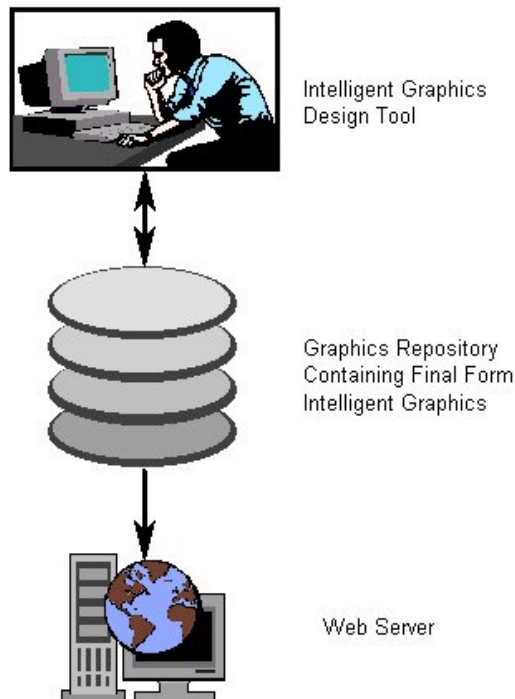 Intelligent Graphics
Design Tool
Graphics Repository
Containing Final Form
Intelligent Graphics
Web Server